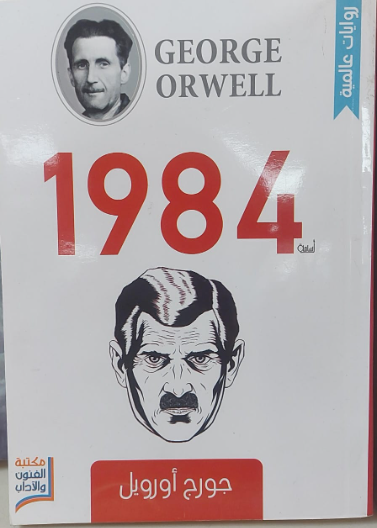 روايات عالمية
GEORGE
ORWELL
1984
جورج أورويل
مكتبة
الفنون
والآداب